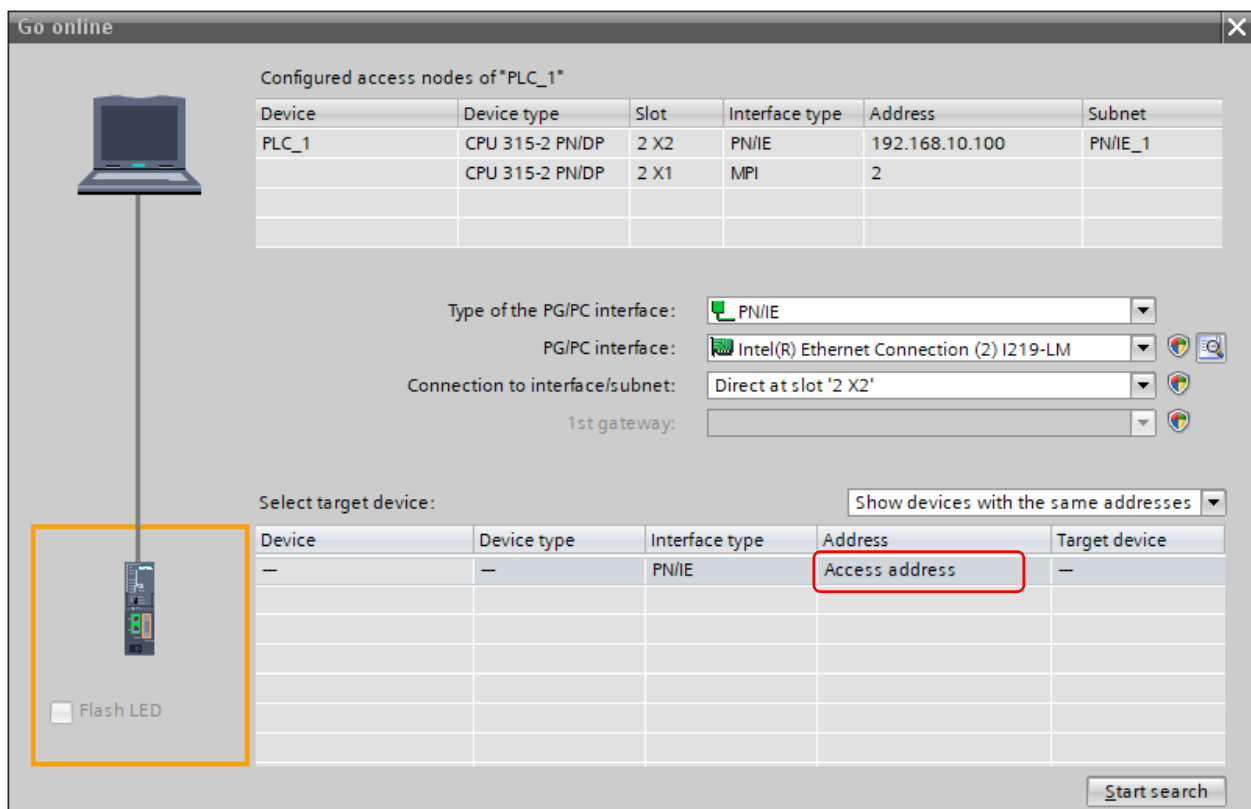 Go online
Configured access nodes of "PLC_1"
Device Device type Slot Interface type Address Subnet
PLC_1 CPU 315-2 PN/DP 2 X2 PN/IE 192.168.10.100 PN/IE_1
CPU 315-2 PN/DP 2 X1 MPI 2
Type of the PG/PC interface: PN/IE
PG/PC interface: Intel(R) Ethernet Connection (2) I219-LM
Connection to interface/subnet: Direct at slot '2 X2'
1st gateway:
Select target device: Show devices with the same addresses
Device Device type Interface type Address Target device
— — PN/IE Access address —
Flash LED
Start search